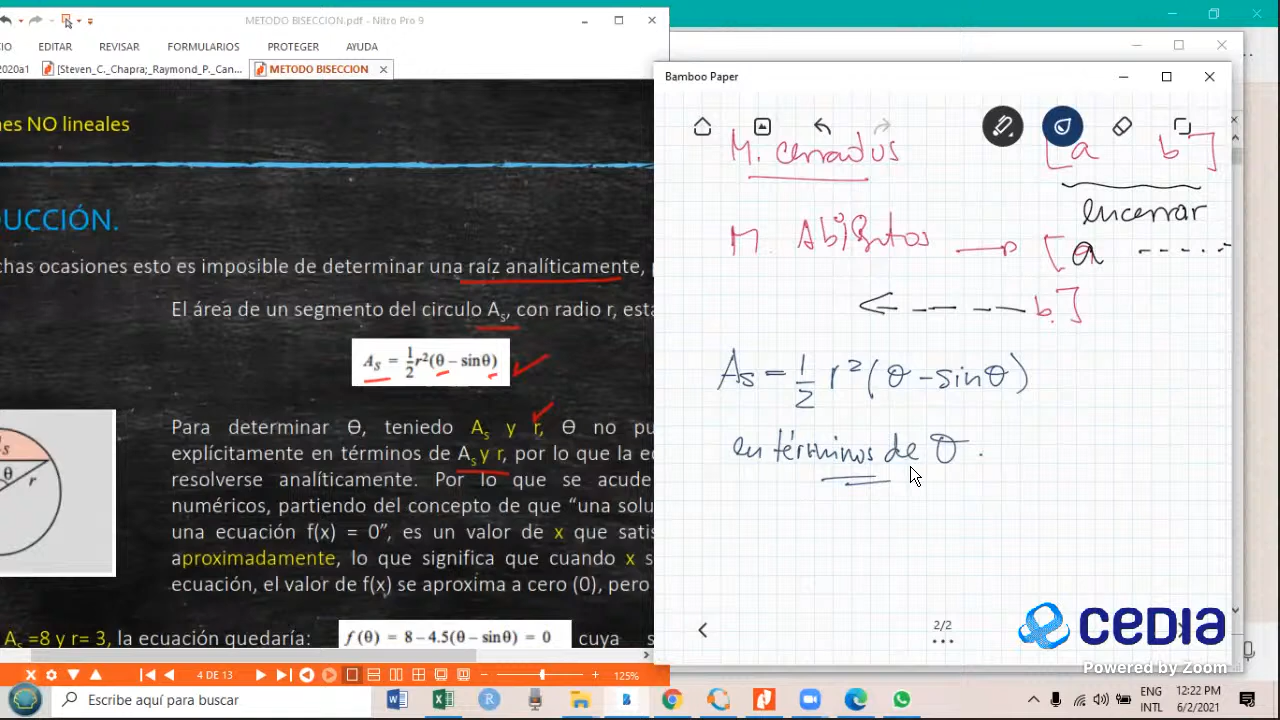 METODO BISECCION.pdf - Nitro Pro 9
CIO EDITAR REVISAR FORMULARIOS PROTEGER AYUDA
2020a1 [Steven_C._Chapra;_Raymond_P._Can... METODO BISECCION
nes NO lineales
UCCIÓN.
chas ocasiones esto es imposible de determinar una raíz analíticamente,
El área de un segmento del circulo As, con radio r, esta
As = 1/2 r²(θ – sinθ)
Para determinar Ө, teniedo As y r, Ө no pu
explícitamente en términos de As y r, por lo que la ec
resolverse analíticamente. Por lo que se acude
numéricos, partiendo del concepto de que “una solu
una ecuación f(x) = 0”, es un valor de x que satis
aproximadamente, lo que significa que cuando x s
ecuación, el valor de f(x) se aproxima a cero (0), pero
θ r
As =8 y r= 3, la ecuación quedaría: f(θ) = 8 – 4.5(θ – sinθ) = 0 cuya s
4 DE 13
125%
Bamboo Paper
M. cerrados [a b]
encerrar
M. Abiertos → [a ----
<-- -- -- b.]
As = 1/2 r² (θ - sinθ)
en términos de θ.
2/2
cedia
Powered by Zoom
Escribe aquí para buscar
ENG
INTL
12:22 PM
6/2/2021